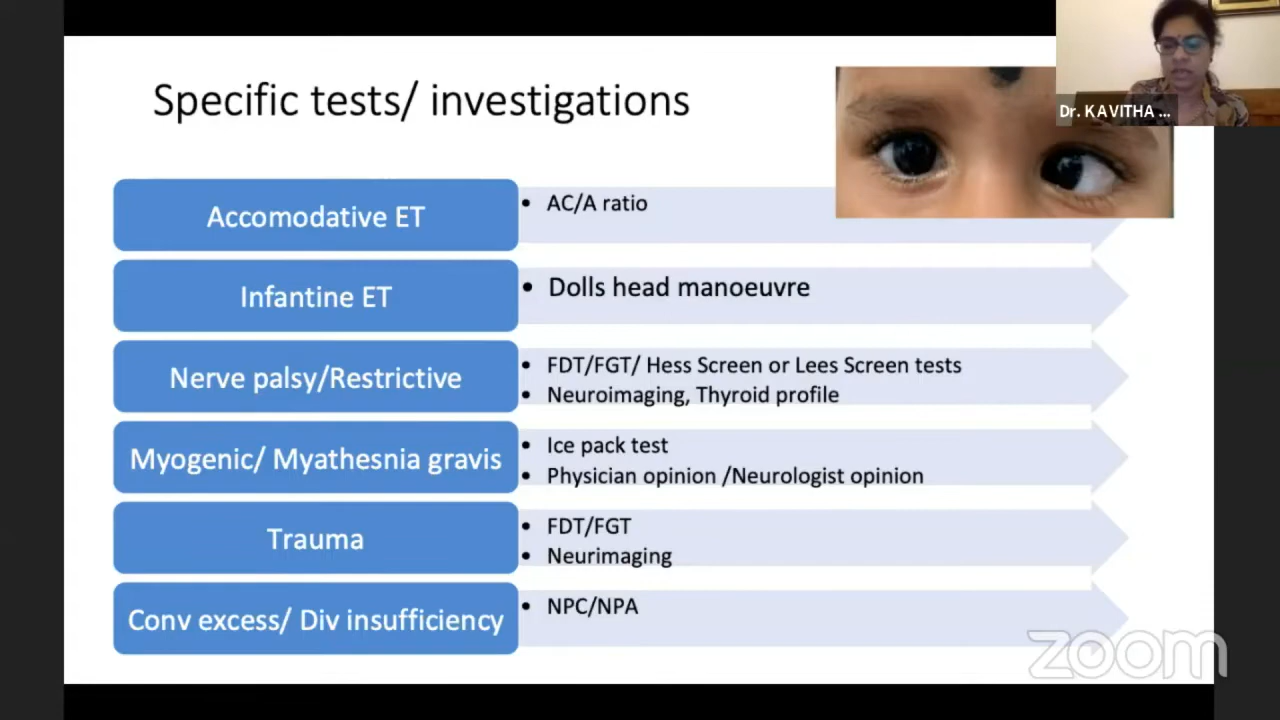 Specific tests/ investigations
Dr. KAVITHA ...
Accomodative ET
• AC/A ratio
Infantine ET
• Dolls head manoeuvre
Nerve palsy/Restrictive
• FDT/FGT/ Hess Screen or Lees Screen tests
• Neuroimaging, Thyroid profile
Myogenic/ Myathesnia gravis
• Ice pack test
• Physician opinion /Neurologist opinion
Trauma
• FDT/FGT
• Neurimaging
Conv excess/ Div insufficiency
• NPC/NPA
zoom